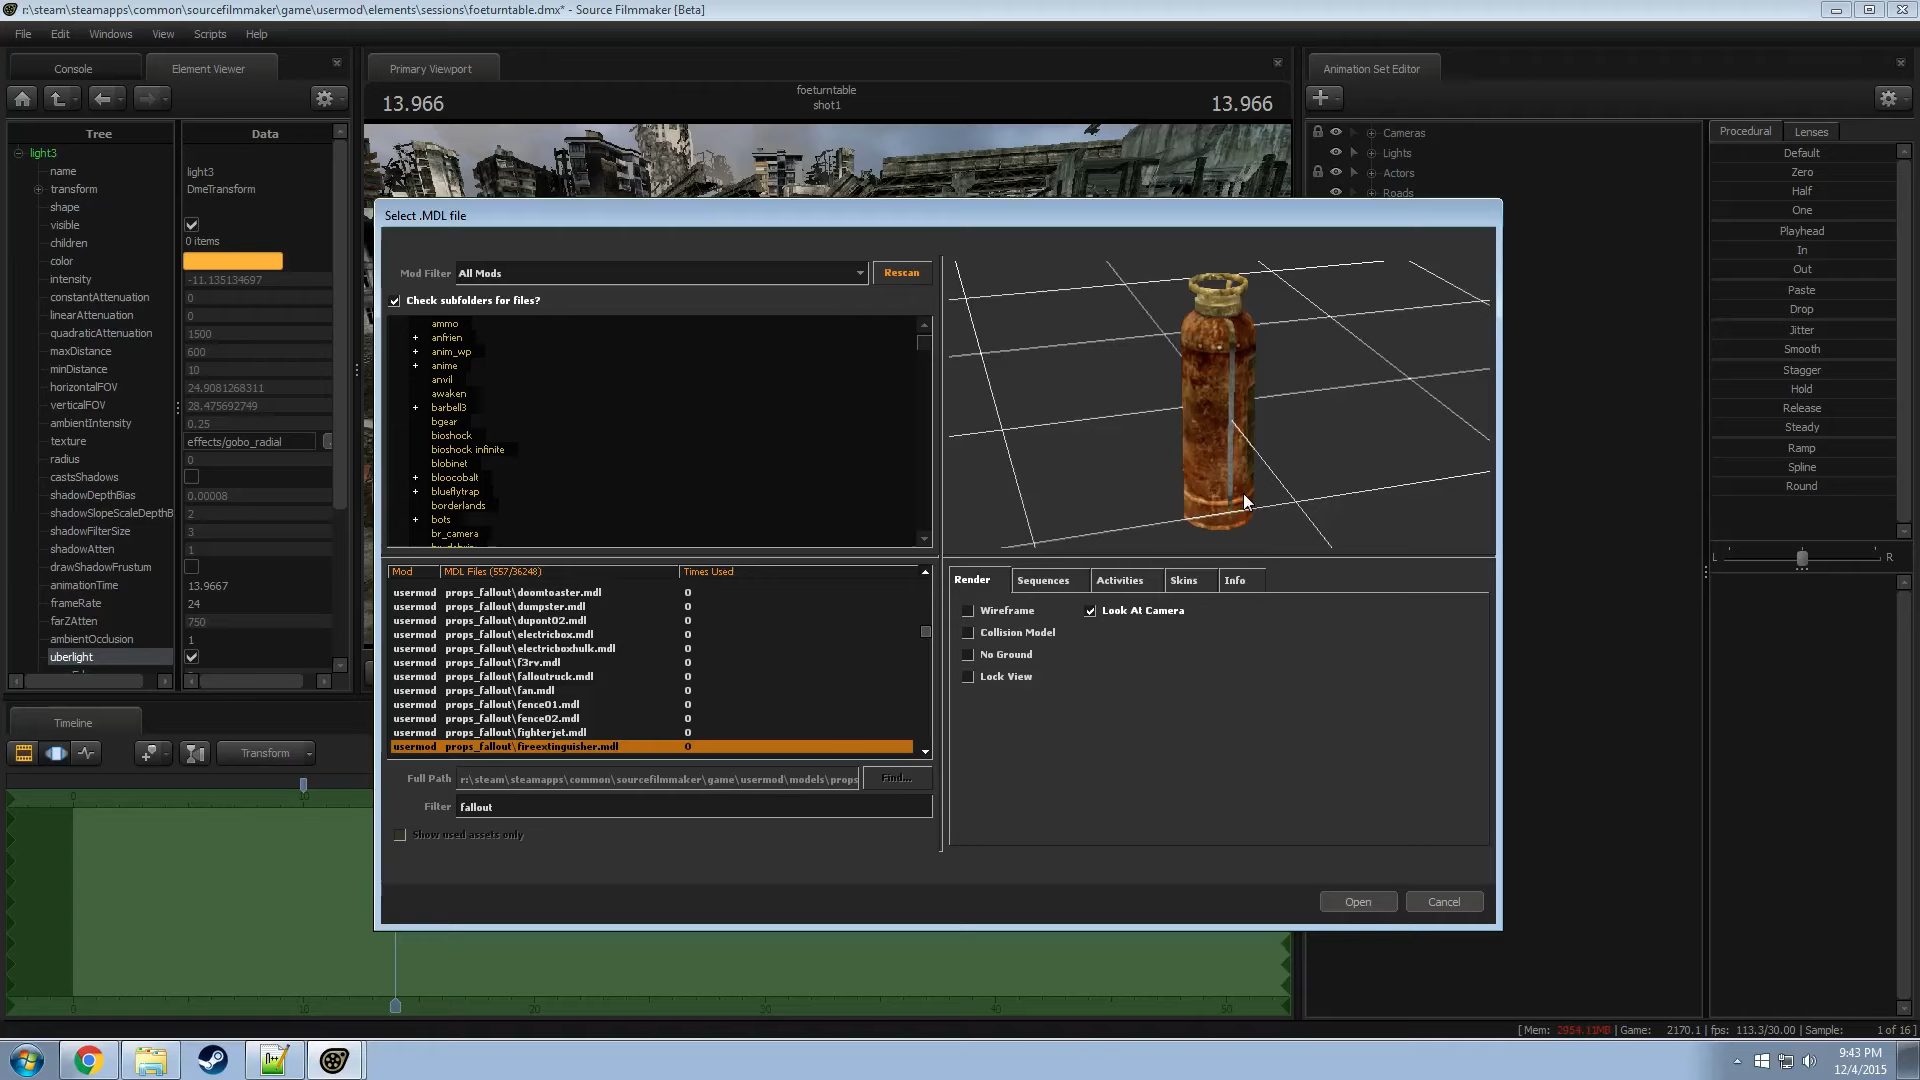 r:\steam\steamapps\common\sourcefilmmaker\game\usermod\elements\sessions\foeturntable.dmx* - Source Filmmaker [Beta]
File Edit Windows View Scripts Help
Console Element Viewer
Primary Viewport
Animation Set Editor
13.966
foeturntable
shot1
13.966
Tree Data
light3
name light3
transform DmeTransform
shape
visible
children 0 items
color
intensity -11.135134697
constantAttenuation 0
linearAttenuation 0
quadraticAttenuation 1500
maxDistance 600
minDistance 10
horizontalFOV 24.9081268311
verticalFOV 28.475692749
ambientIntensity 0.25
texture effects/gobo_radial
radius 0
castsShadows
shadowDepthBias 0.00008
shadowSlopeScaleDepthB 2
shadowFilterSize 3
shadowAtten 1
drawShadowFrustum
animationTime 13.9667
frameRate 24
farZAtten 750
ambientOcclusion 1
uberlight
Cameras
Lights
Actors
Roads
Procedural Lenses
Default
Zero
Half
One
Playhead
In
Out
Paste
Drop
Jitter
Smooth
Stagger
Hold
Release
Steady
Ramp
Spline
Round
L R
Select .MDL file
Mod Filter All Mods Rescan
Check subfolders for files?
ammo
+ anfrien
+ anim_wp
+ anime
anvil
awaken
+ barbell3
bgear
bioshock
bioshock infinite
blobinet
+ bloocobalt
+ blueflytrap
borderlands
+ bots
br_camera
Mod MDL Files (557/36248) Times Used
usermod props_fallout\doomtoaster.mdl 0
usermod props_fallout\dumpster.mdl 0
usermod props_fallout\dupont02.mdl 0
usermod props_fallout\electricbox.mdl 0
usermod props_fallout\electricboxhulk.mdl 0
usermod props_fallout\f3rv.mdl 0
usermod props_fallout\falloutruck.mdl 0
usermod props_fallout\fan.mdl 0
usermod props_fallout\fence01.mdl 0
usermod props_fallout\fence02.mdl 0
usermod props_fallout\fighterjet.mdl 0
usermod props_fallout\fireextinguisher.mdl 0
Full Path r:\steam\steamapps\common\sourcefilmmaker\game\usermod\models\props Find...
Filter fallout
Show used assets only
Render Sequences Activities Skins Info
Wireframe Look At Camera
Collision Model
No Ground
Lock View
Open Cancel
Timeline
Transform
0 10
0 10 20 30 40 50
[ Mem: 2954.11MB | Game: 2170.1 | fps: 113.3/30.00 | Sample: 1 of 16 ]
9:43 PM
12/4/2015